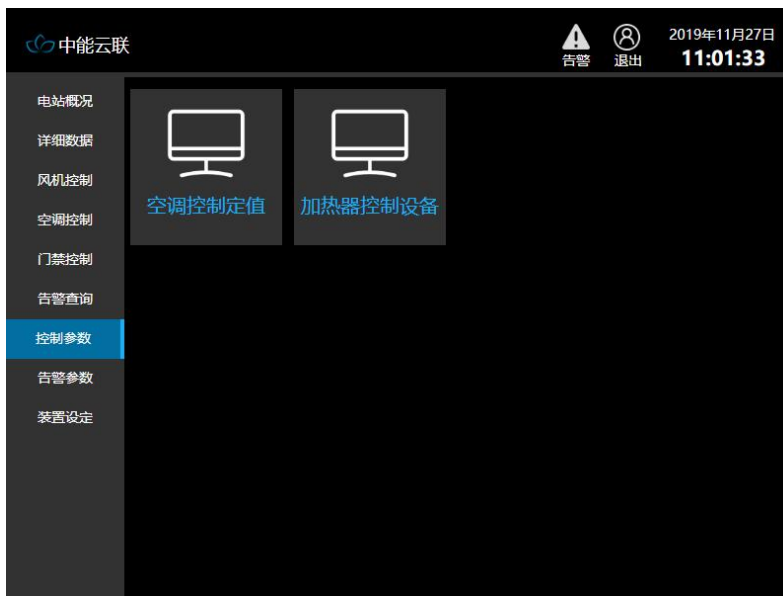 中能云联
告警
退出
2019年11月27日
11:01:33
电站概况
详细数据
风机控制
空调控制
门禁控制
告警查询
控制参数
告警参数
装置设定
空调控制定值
加热器控制设备